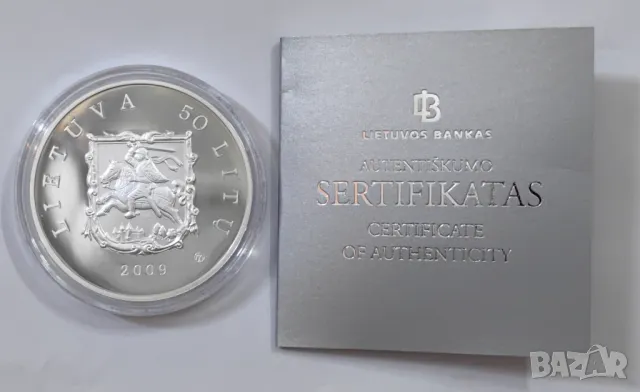 LIETUVA 50 LITŲ
2009
LIETUVOS BANKAS
AUTENTIŠKUMO
SERTIFIKATAS
CERTIFICATE
OF AUTHENTICITY
BAZAR